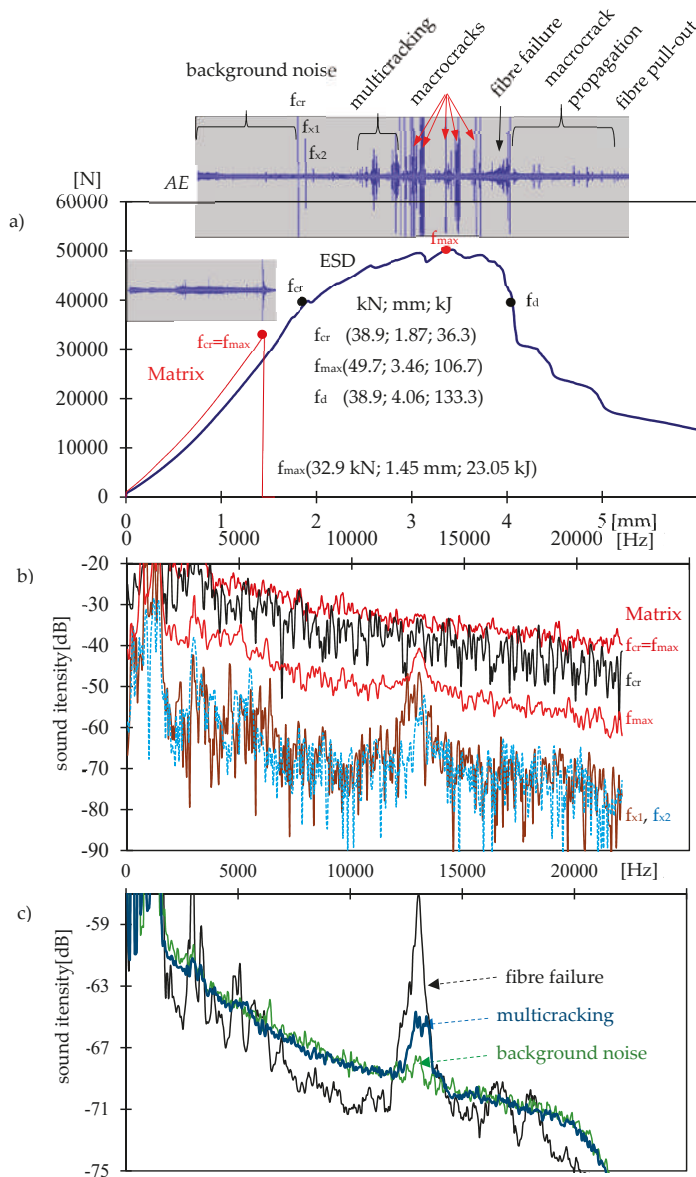 background noise
multicracking
macrocracks
fibre failure
macrocrack
propagation
fibre pull-out
fcr
fx1
fx2
AE
[N]
a)
60000
50000
40000
30000
20000
10000
0
fmax
ESD
fcr
fd
kN; mm; kJ
fcr (38.9; 1.87; 36.3)
fmax(49.7; 3.46; 106.7)
fd (38.9; 4.06; 133.3)
fcr=fmax
Matrix
fmax(32.9 kN; 1.45 mm; 23.05 kJ)
0 1 2 3 4 5 [mm]
0 5000 10000 15000 20000 [Hz]
b)
sound itensity[dB]
-20
-30
-40
-50
-60
-70
-80
-90
Matrix
fcr=fmax
fcr
fmax
fx1, fx2
0 5000 10000 15000 20000 [Hz]
c)
sound itensity[dB]
-59
-63
-67
-71
-75
fibre failure
multicracking
background noise